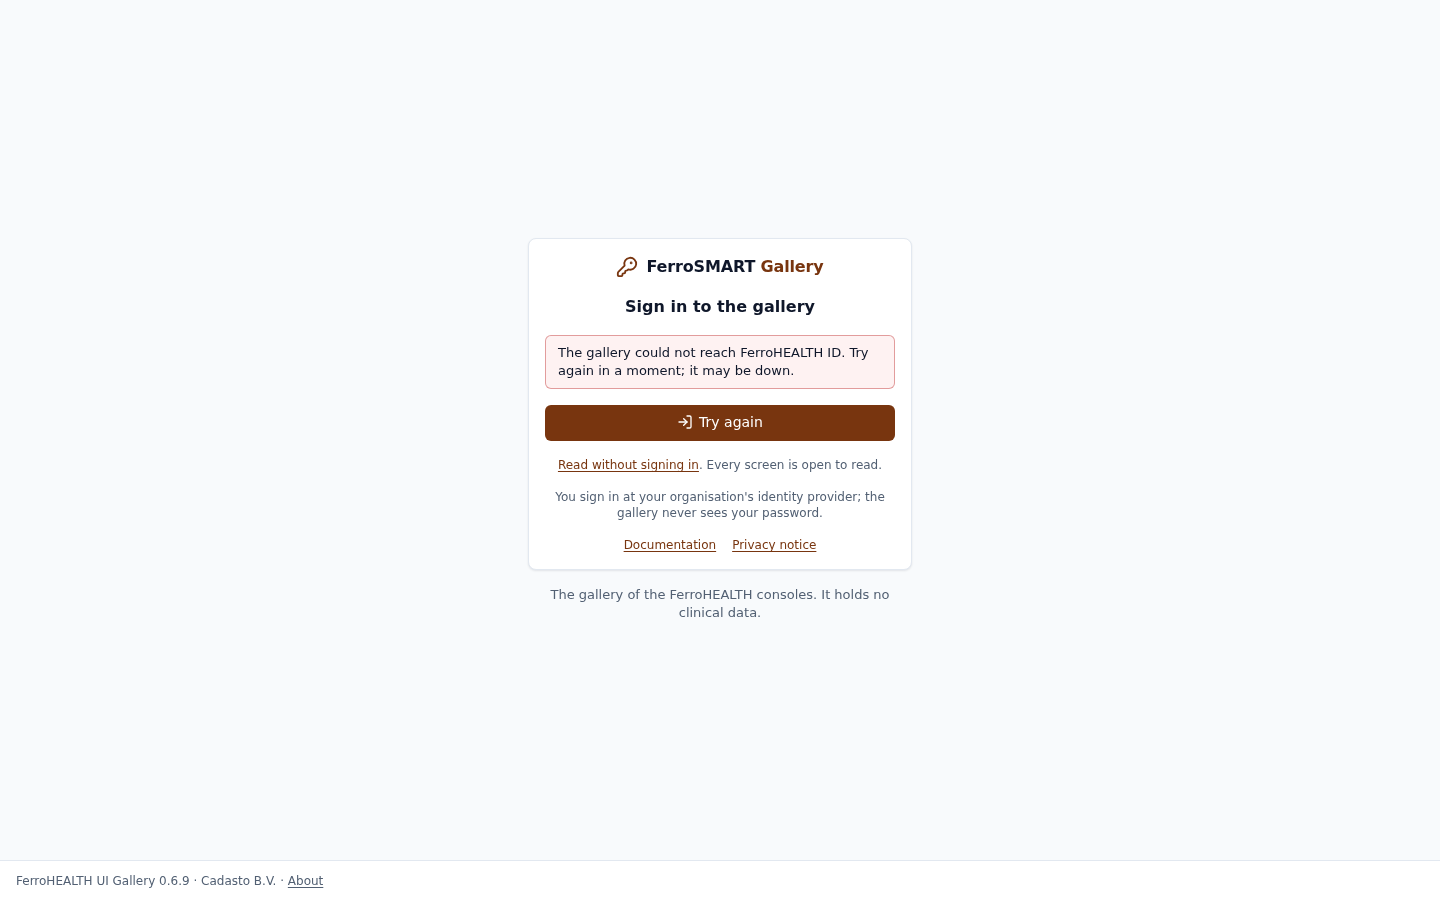 FerroSMART Gallery
Sign in to the gallery
The gallery could not reach FerroHEALTH ID. Try
again in a moment; it may be down.
Try again
Read without signing in. Every screen is open to read.
You sign in at your organisation's identity provider; the
gallery never sees your password.
Documentation Privacy notice
The gallery of the FerroHEALTH consoles. It holds no
clinical data.
FerroHEALTH UI Gallery 0.6.9 · Cadasto B.V. · About